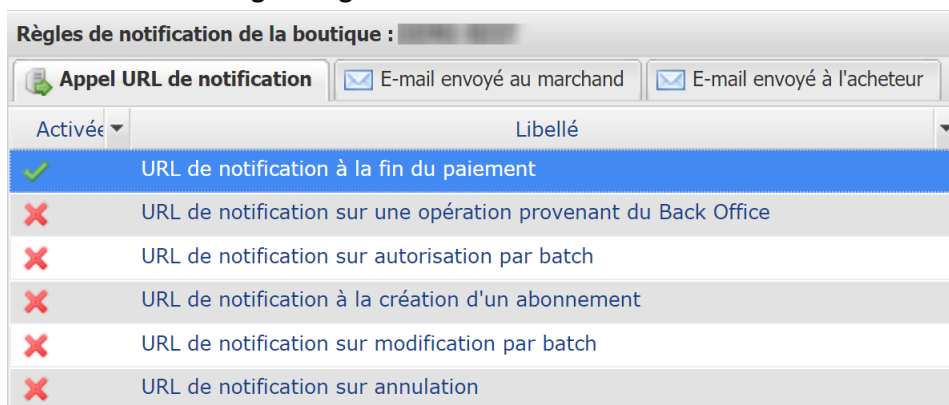 Règles de notification de la boutique :
Appel URL de notification E-mail envoyé au marchand E-mail envoyé à l'acheteur
Activée Libellé
URL de notification à la fin du paiement
URL de notification sur une opération provenant du Back Office
URL de notification sur autorisation par batch
URL de notification à la création d'un abonnement
URL de notification sur modification par batch
URL de notification sur annulation